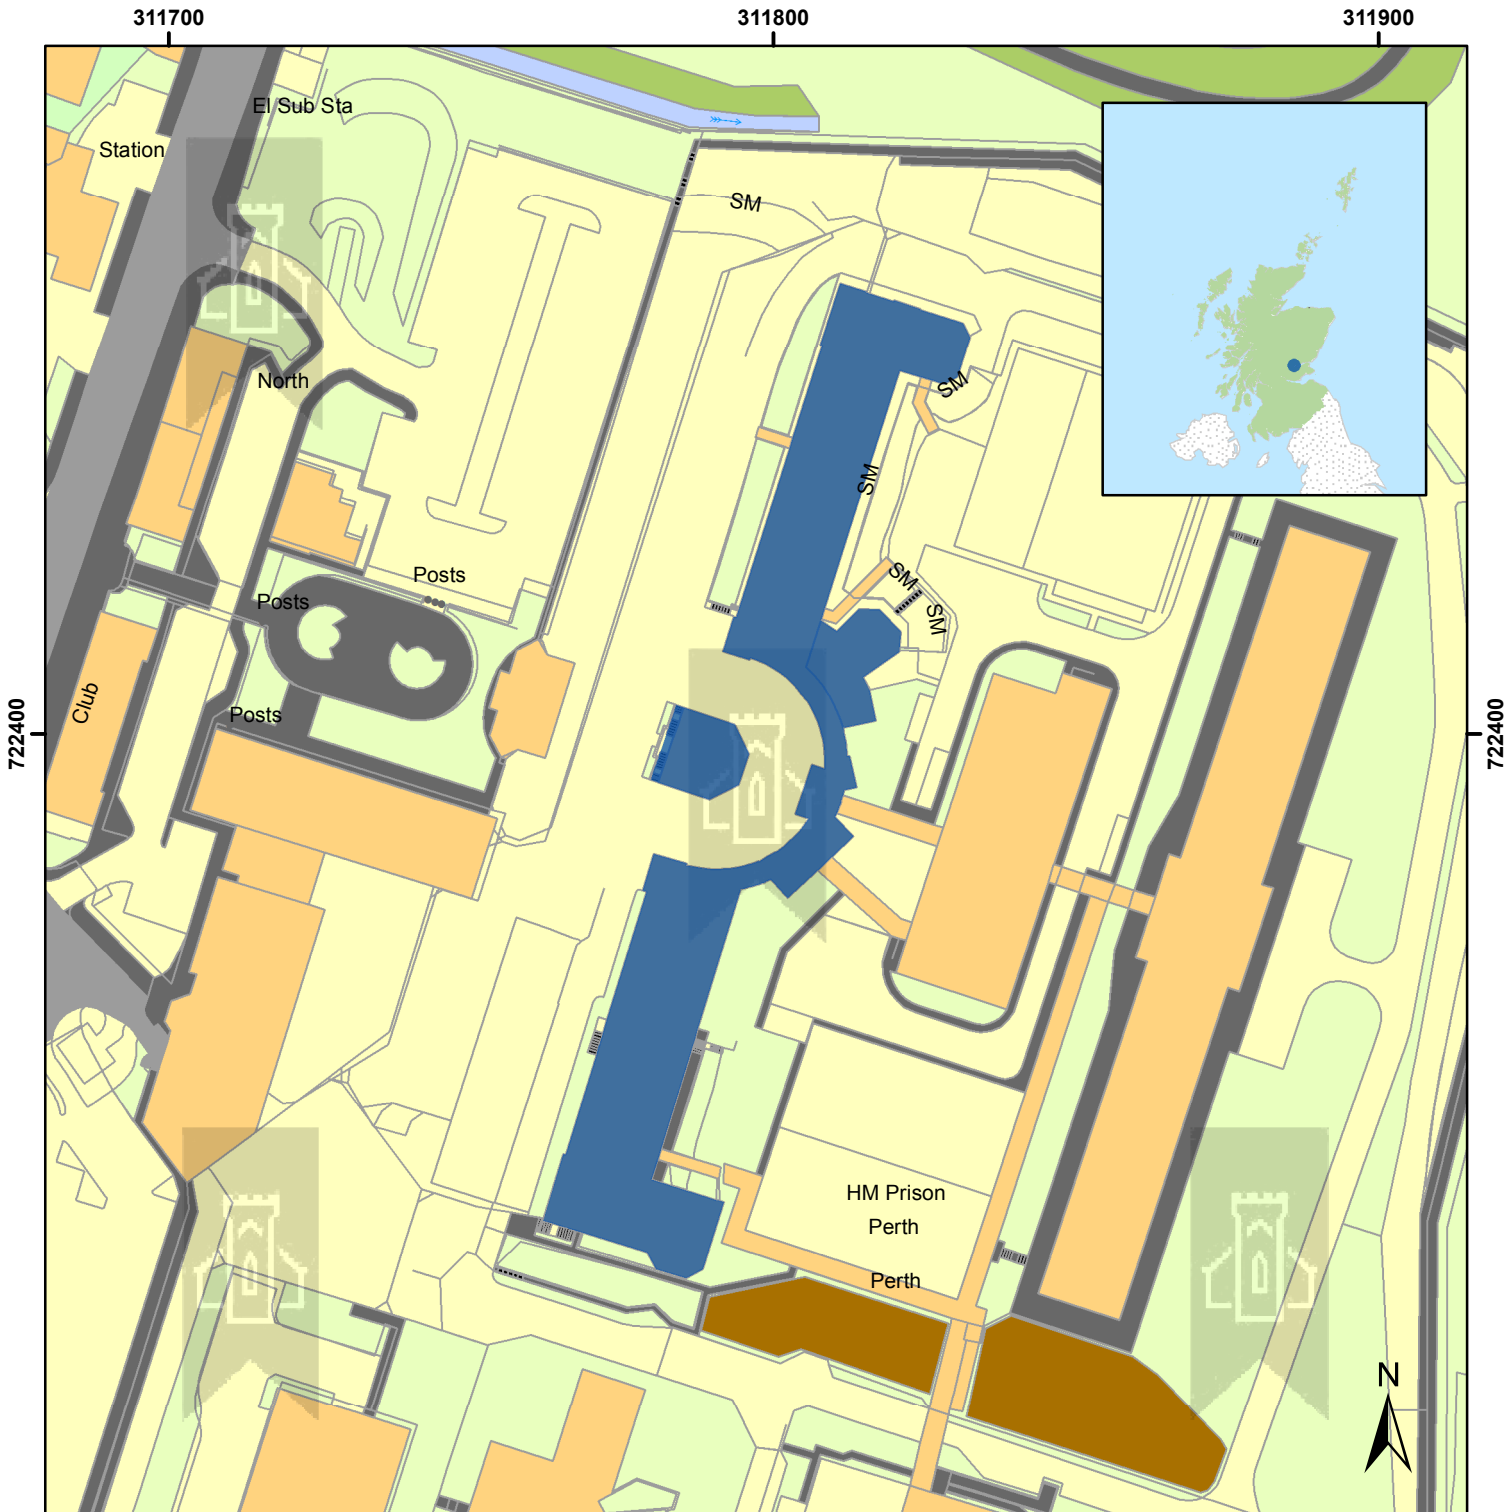 311700
311800
311900
El Sub Sta
Station
SM
North
SM
SM
Posts
SM
Posts
SM
Club
Posts
722400
722400
HM Prison
Perth
Perth
N